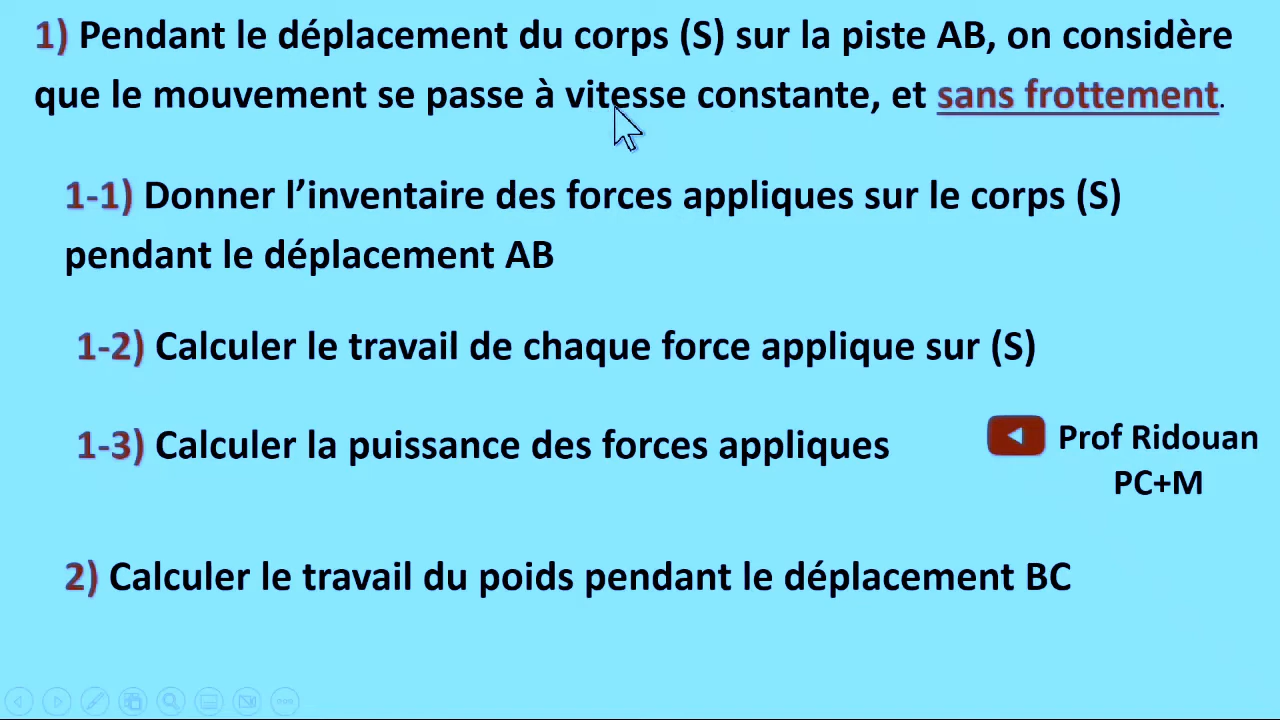 1) Pendant le déplacement du corps (S) sur la piste AB, on considère
que le mouvement se passe à vitesse constante, et sans frottement.
1-1) Donner l’inventaire des forces appliques sur le corps (S)
pendant le déplacement AB
1-2) Calculer le travail de chaque force applique sur (S)
1-3) Calculer la puissance des forces appliques
Prof Ridouan
PC+M
2) Calculer le travail du poids pendant le déplacement BC